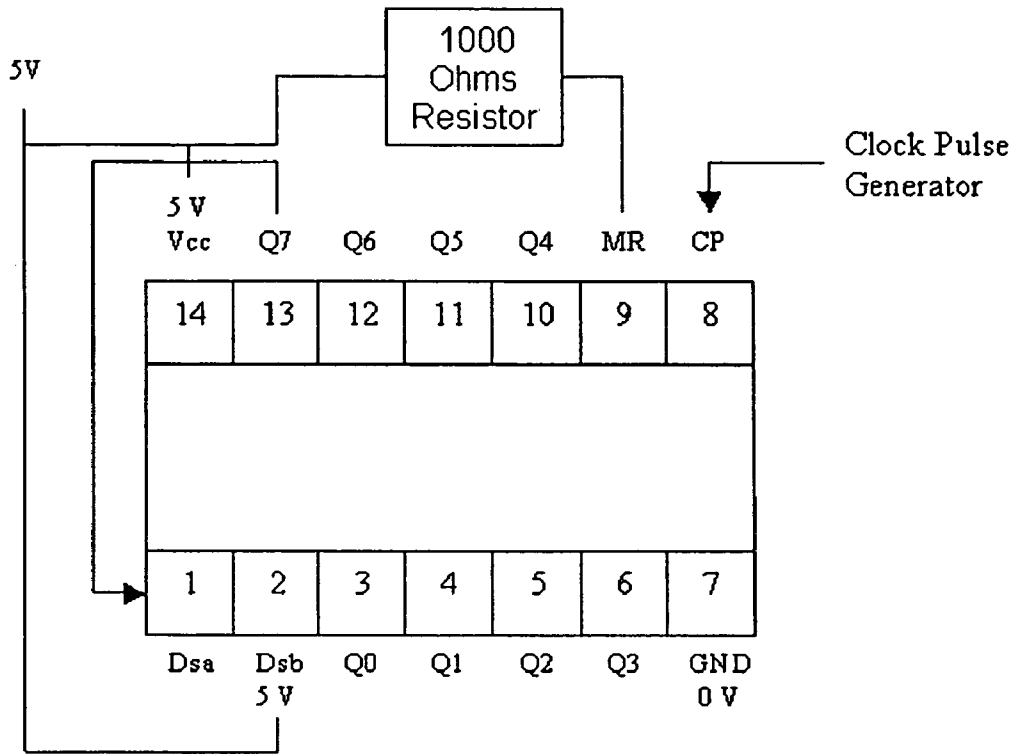 1000
Ohms
Resistor
5V
Clock Pulse
Generator
5 V
Vcc Q7 Q6 Q5 Q4 MR CP
14 13 12 11 10 9 8
1 2 3 4 5 6 7
Dsa Dsb Q0 Q1 Q2 Q3 GND
5 V 0 V